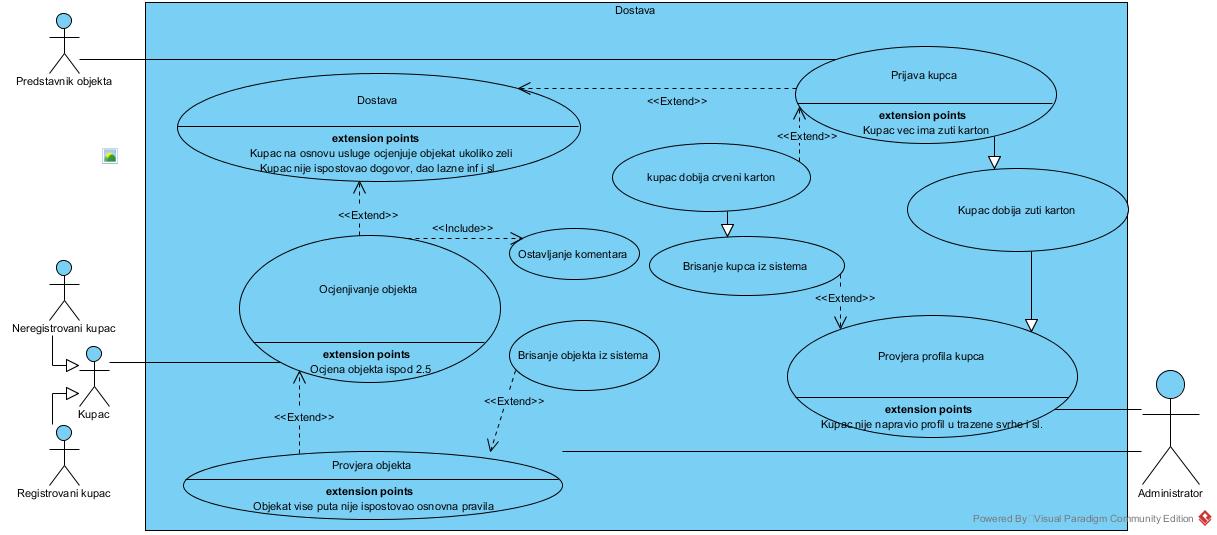 Dostava
Predstavnik objekta
Prijava kupca
extension points
Kupac vec ima zuti karton
<<Extend>>
Dostava
extension points
Kupac na osnovu usluge ocjenjuje objekat ukoliko zeli
Kupac nije ispostovao dogovor, dao lazne inf i sl.
<<Extend>>
kupac dobija crveni karton
Kupac dobija zuti karton
<<Extend>>
<<Include>>
Ostavljanje komentara
Brisanje kupca iz sistema
<<Extend>>
Ocjenjivanje objekta
extension points
Ocjena objekta ispod 2.5
Neregistrovani kupac
Kupac
Registrovani kupac
Brisanje objekta iz sistema
<<Extend>>
<<Extend>>
Provjera profila kupca
extension points
Kupac nije napravio profil u trazene svrhe i sl.
Provjera objekta
extension points
Objekat vise puta nije ispostovao osnovna pravila
Administrator
Powered By Visual Paradigm Community Edition